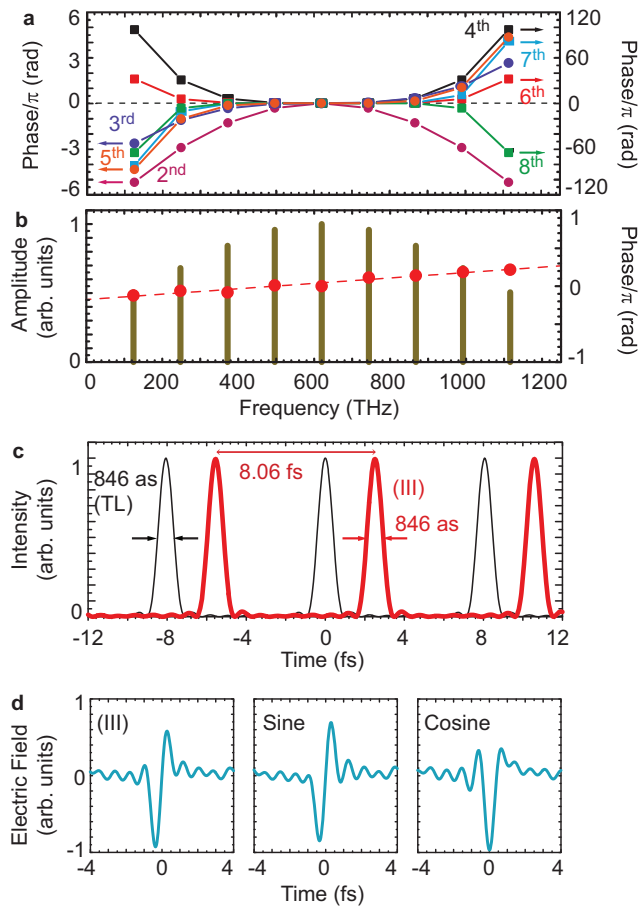 a
6
3
0
-3
-6
Phase/π (rad)
120
60
0
-60
-120
Phase/π (rad)
4th
7th
6th
3rd
5th
2nd
8th
b
1
0
Amplitude
(arb. units)
1
0
-1
Phase/π (rad)
0 200 400 600 800 1000 1200
Frequency (THz)
c
1
0
Intensity
(arb. units)
846 as
(TL)
8.06 fs
(III)
846 as
-12 -8 -4 0 4 8 12
Time (fs)
d
1
0
-1
Electric Field
(arb. units)
(III) Sine Cosine
-4 0 4 -4 0 4 -4 0 4
Time (fs) Time (fs) Time (fs)